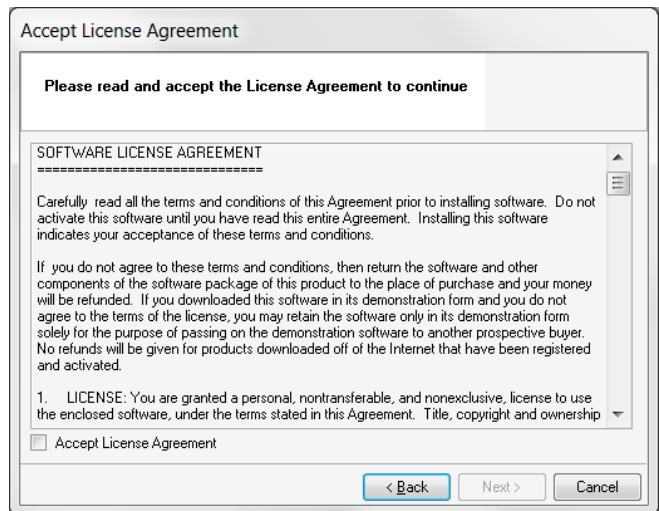 Accept License Agreement
Please read and accept the License Agreement to continue
SOFTWARE LICENSE AGREEMENT
==============================
Carefully read all the terms and conditions of this Agreement prior to installing software. Do not
activate this software until you have read this entire Agreement. Installing this software
indicates your acceptance of these terms and conditions.
If you do not agree to these terms and conditions, then return the software and other
components of the software package of this product to the place of purchase and your money
will be refunded. If you downloaded this software in its demonstration form and you do not
agree to the terms of the license, you may retain the software only in its demonstration form
solely for the purpose of passing on the demonstration software to another prospective buyer.
No refunds will be given for products downloaded off of the Internet that have been registered
and activated.
1. LICENSE: You are granted a personal, nontransferable, and nonexclusive, license to use
the enclosed software, under the terms stated in this Agreement. Title, copyright and ownership
Accept License Agreement
< Back Next > Cancel